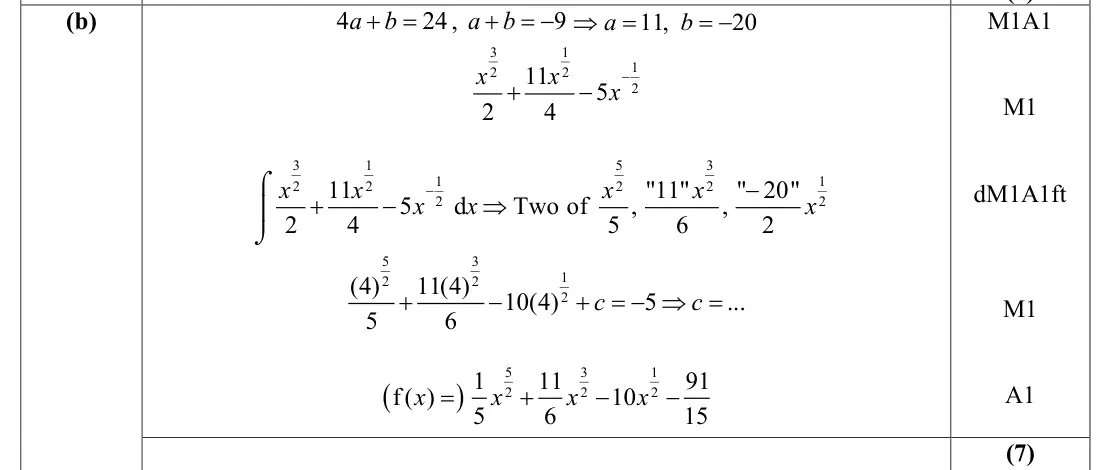 (b) 4a + b = 24 , a + b = −9 ⇒ a = 11, b = −20 M1A1
x^{3/2}/2 + 11x^{1/2}/4 − 5x^{−1/2} M1
∫ x^{3/2}/2 + 11x^{1/2}/4 − 5x^{−1/2} dx ⇒ Two of x^{5/2}/5 , "11"x^{3/2}/6 , "−20"/2 x^{1/2} dM1A1ft
(4)^{5/2}/5 + 11(4)^{3/2}/6 − 10(4)^{1/2} + c = −5 ⇒ c = ... M1
(f(x) =) 1/5 x^{5/2} + 11/6 x^{3/2} − 10x^{1/2} − 91/15 A1
(7)